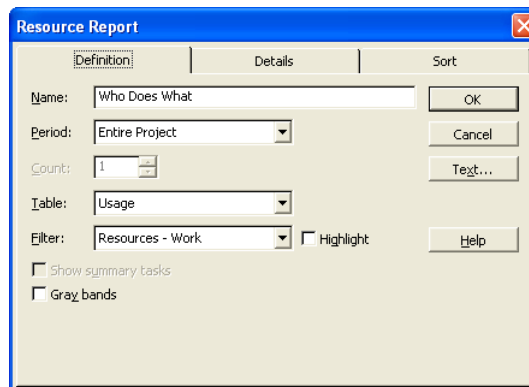 Resource Report
Definition Details Sort
Name: Who Does What OK
Period: Entire Project Cancel
Count: 1 Text...
Table: Usage
Filter: Resources - Work Highlight Help
Show summary tasks
Gray bands